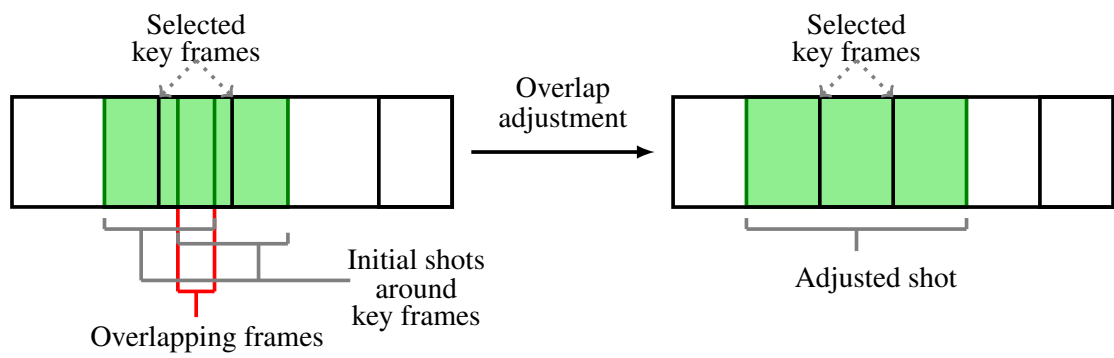 Selected
key frames
Overlap
adjustment
Selected
key frames
Initial shots
around
key frames
Overlapping frames
Adjusted shot